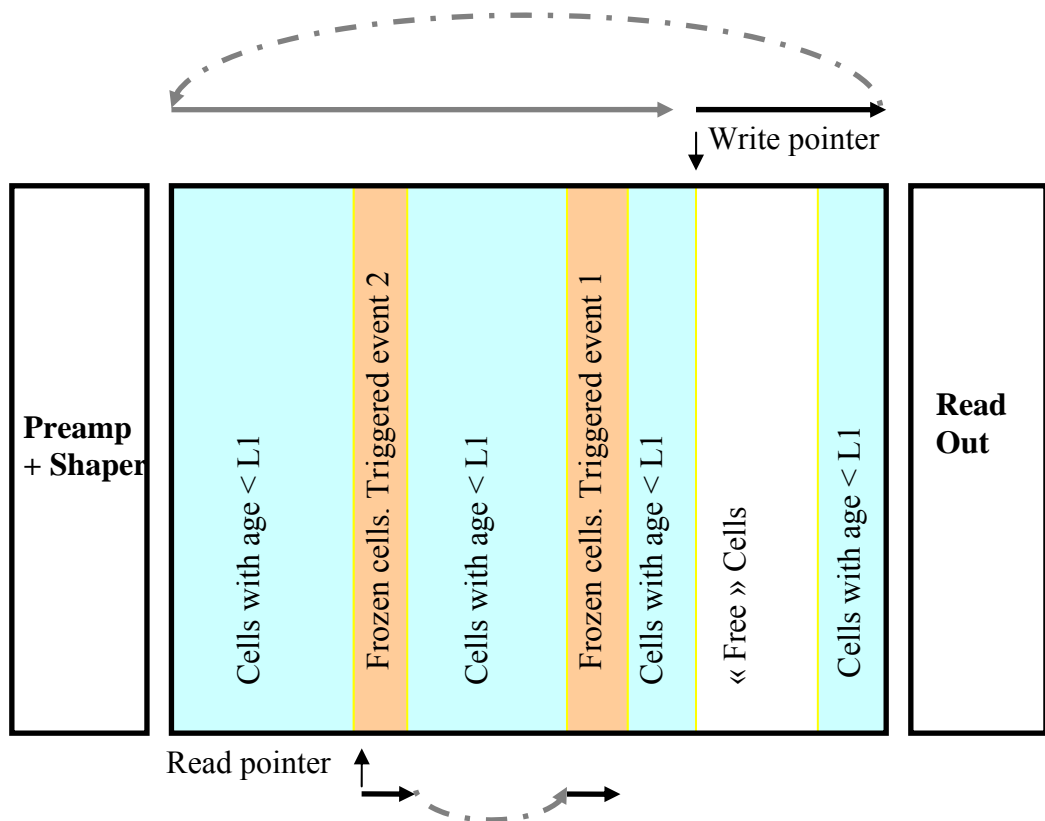 Write pointer
Preamp
+ Shaper
Cells with age < L1
Frozen cells. Triggered event 2
Cells with age < L1
Frozen cells. Triggered event 1
Cells with age < L1
« Free » Cells
Cells with age < L1
Read
Out
Read pointer